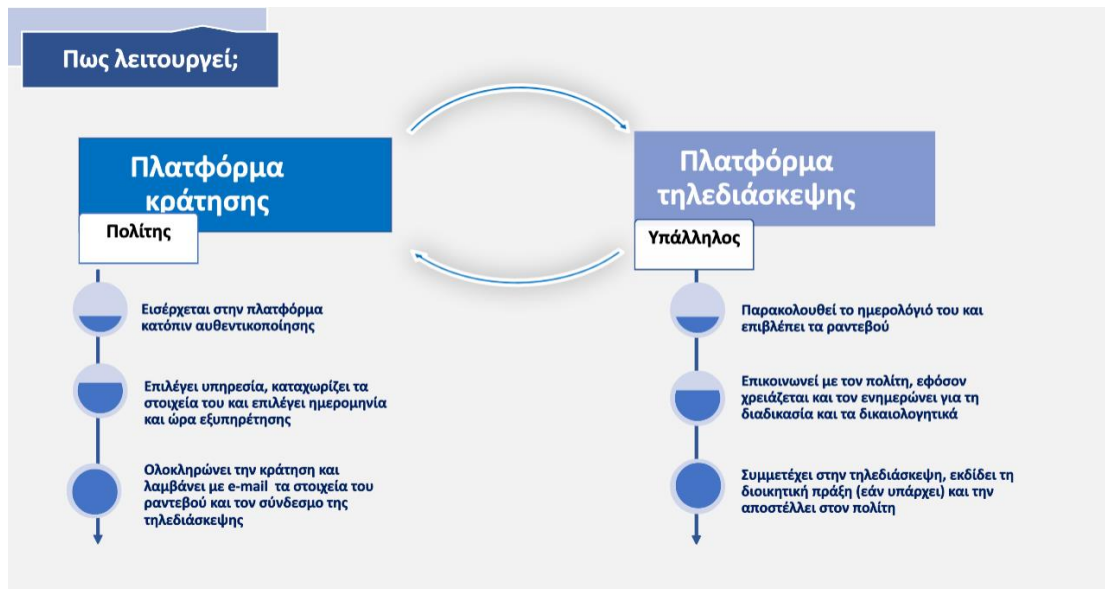 Πως λειτουργεί;
Πλατφόρμα
κράτησης
Πολίτης
Εισέρχεται στην πλατφόρμα
κατόπιν αυθεντικοποίησης
Επιλέγει υπηρεσία, καταχωρίζει τα
στοιχεία του και επιλέγει ημερομηνία
και ώρα εξυπηρέτησης
Ολοκληρώνει την κράτηση και
λαμβάνει με e-mail τα στοιχεία του
ραντεβού και τον σύνδεσμο της
τηλεδιάσκεψης
Πλατφόρμα
τηλεδιάσκεψης
Υπάλληλος
Παρακολουθεί το ημερολόγιό του και
επιβλέπει τα ραντεβού
Επικοινωνεί με τον πολίτη, εφόσον
χρειάζεται και τον ενημερώνει για τη
διαδικασία και τα δικαιολογητικά
Συμμετέχει στην τηλεδιάσκεψη, εκδίδει τη
διοικητική πράξη (εάν υπάρχει) και την
αποστέλλει στον πολίτη